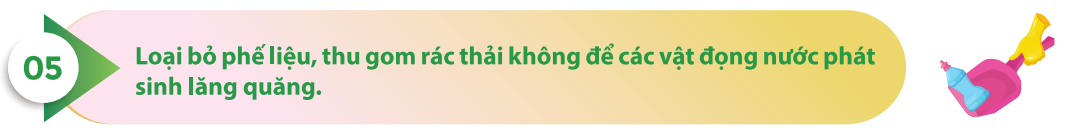 05
Loại bỏ phế liệu, thu gom rác thải không để các vật đọng nước phát
sinh lăng quăng.